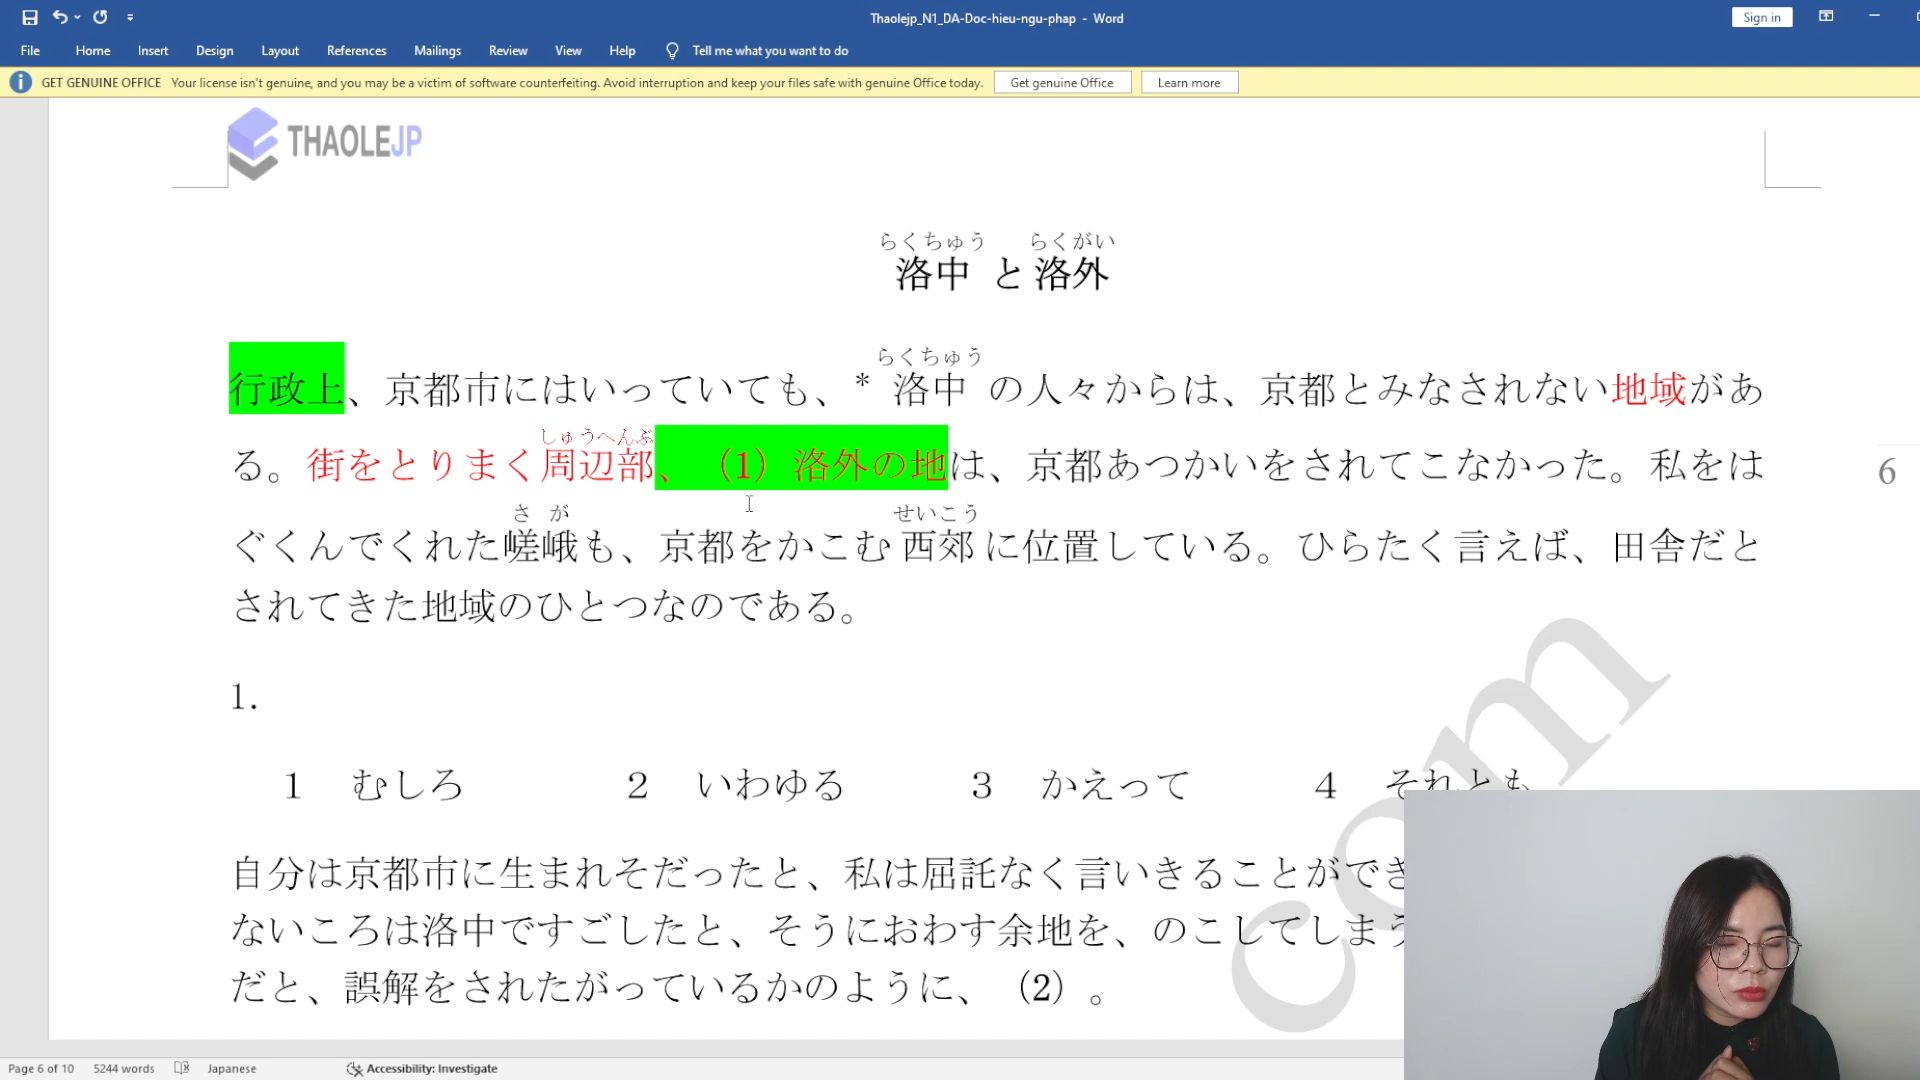 Thaolejp_N1_DA-Doc-hieu-ngu-phap - Word
Sign in
File Home Insert Design Layout References Mailings Review View Help Tell me what you want to do
GET GENUINE OFFICE Your license isn't genuine, and you may be a victim of software counterfeiting. Avoid interruption and keep your files safe with genuine Office today. Get genuine Office Learn more
THAOLEJP
らくちゅう らくがい
洛中 と 洛外
らくちゅう
行政上、京都市にはいっていても、* 洛中 の人々からは、京都とみなされない地域があ
しゅうへんぶ
る。街をとりまく周辺部、(1)洛外の地は、京都あつかいをされてこなかった。私をは
6
さ が せいこう
ぐくんでくれた嵯峨も、京都をかこむ 西郊 に位置している。ひらたく言えば、田舎だと
されてきた地域のひとつなのである。
1.
1 むしろ 2 いわゆる 3 かえって 4 それとも
自分は京都市に生まれそだったと、私は屈託なく言いきることができ
ないころは洛中ですごしたと、そうにおわす余地を、のこしてしまう
だと、誤解をされたがっているかのように、(2)。
com
Page 6 of 10 5244 words Japanese Accessibility: Investigate